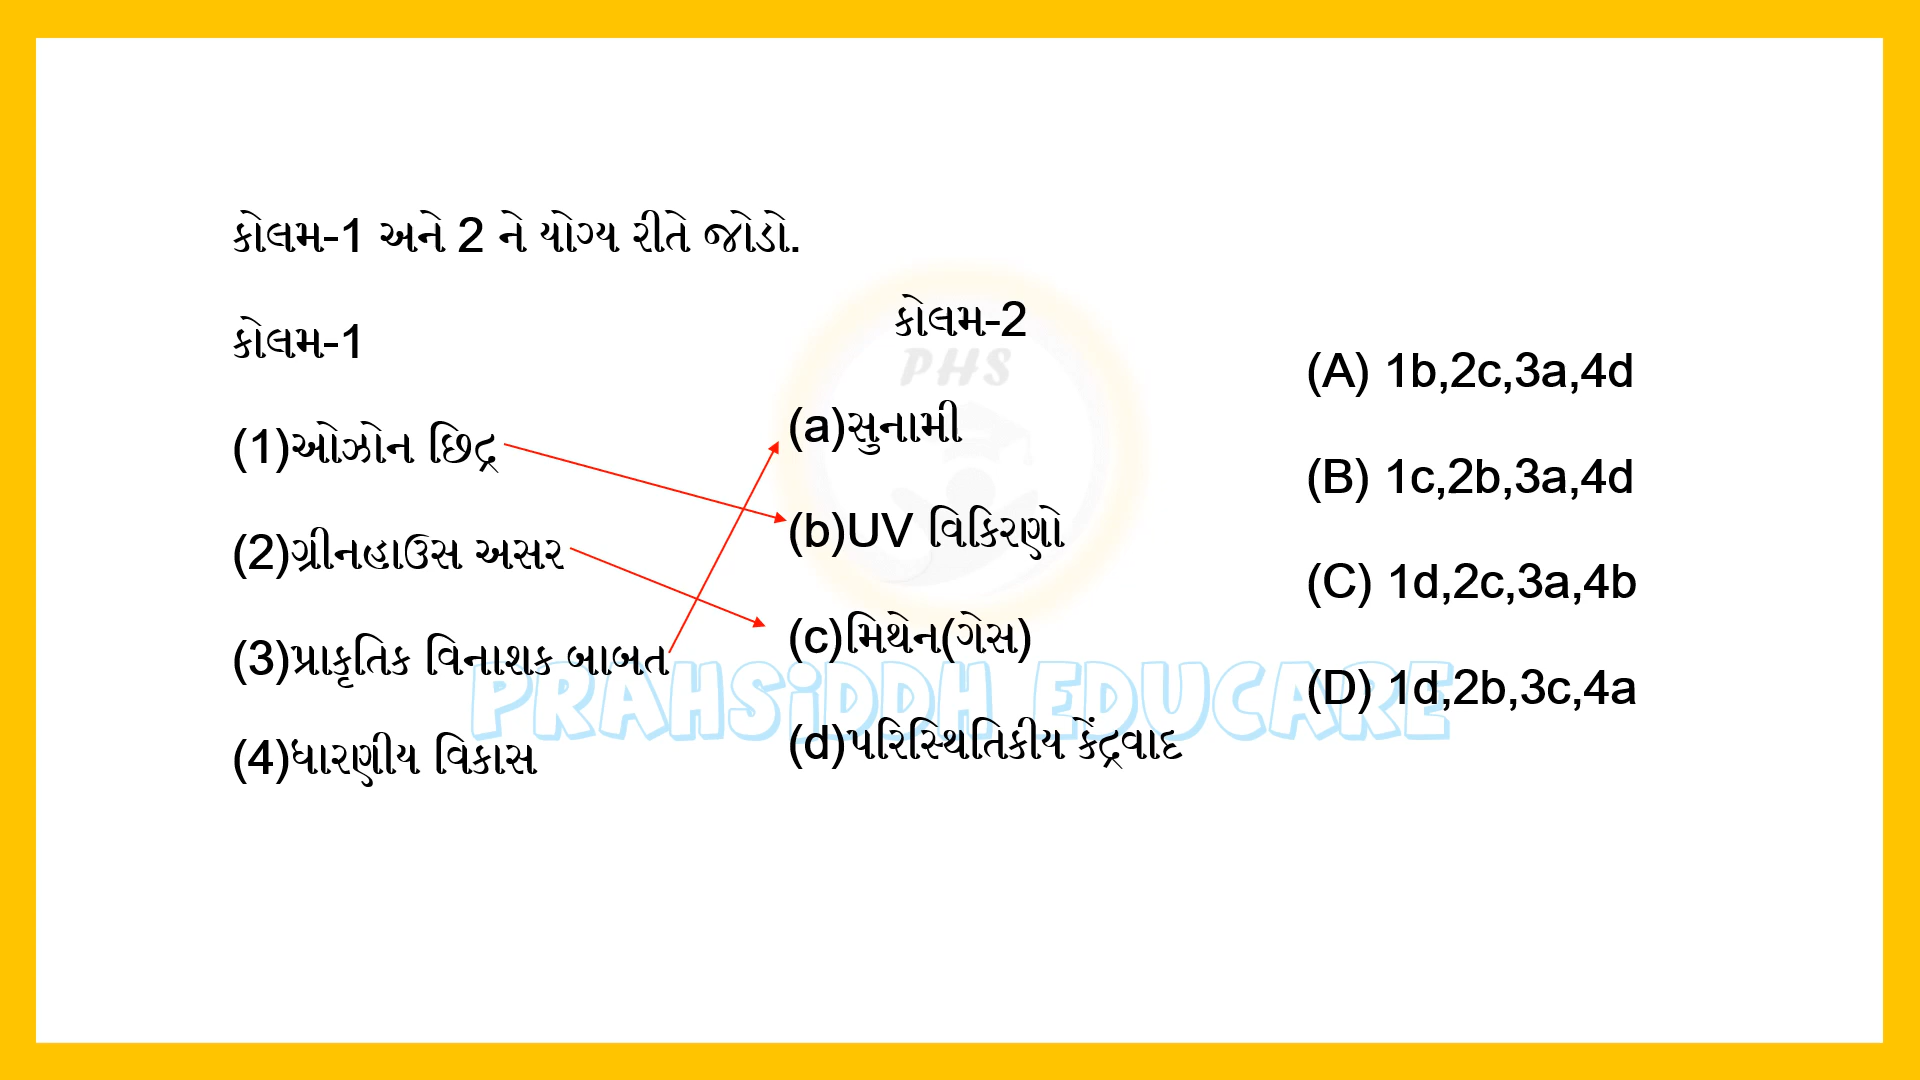 કોલમ-1 અને 2 ને યોગ્ય રીતે જોડો.
કોલમ-1
(1)ઓઝોન છિદ્ર
(2)ગ્રીનહાઉસ અસર
(3)પ્રાકૃતિક વિનાશક બાબત
(4)ધારણીય વિકાસ
કોલમ-2
PHS
(a)સુનામી
(b)UV વિકિરણો
(c)મિથેન(ગેસ)
(d)પરિસ્થિતિકીય કેંદ્રવાદ
(A) 1b,2c,3a,4d
(B) 1c,2b,3a,4d
(C) 1d,2c,3a,4b
(D) 1d,2b,3c,4a
PRAHSiDDH EDUCARE